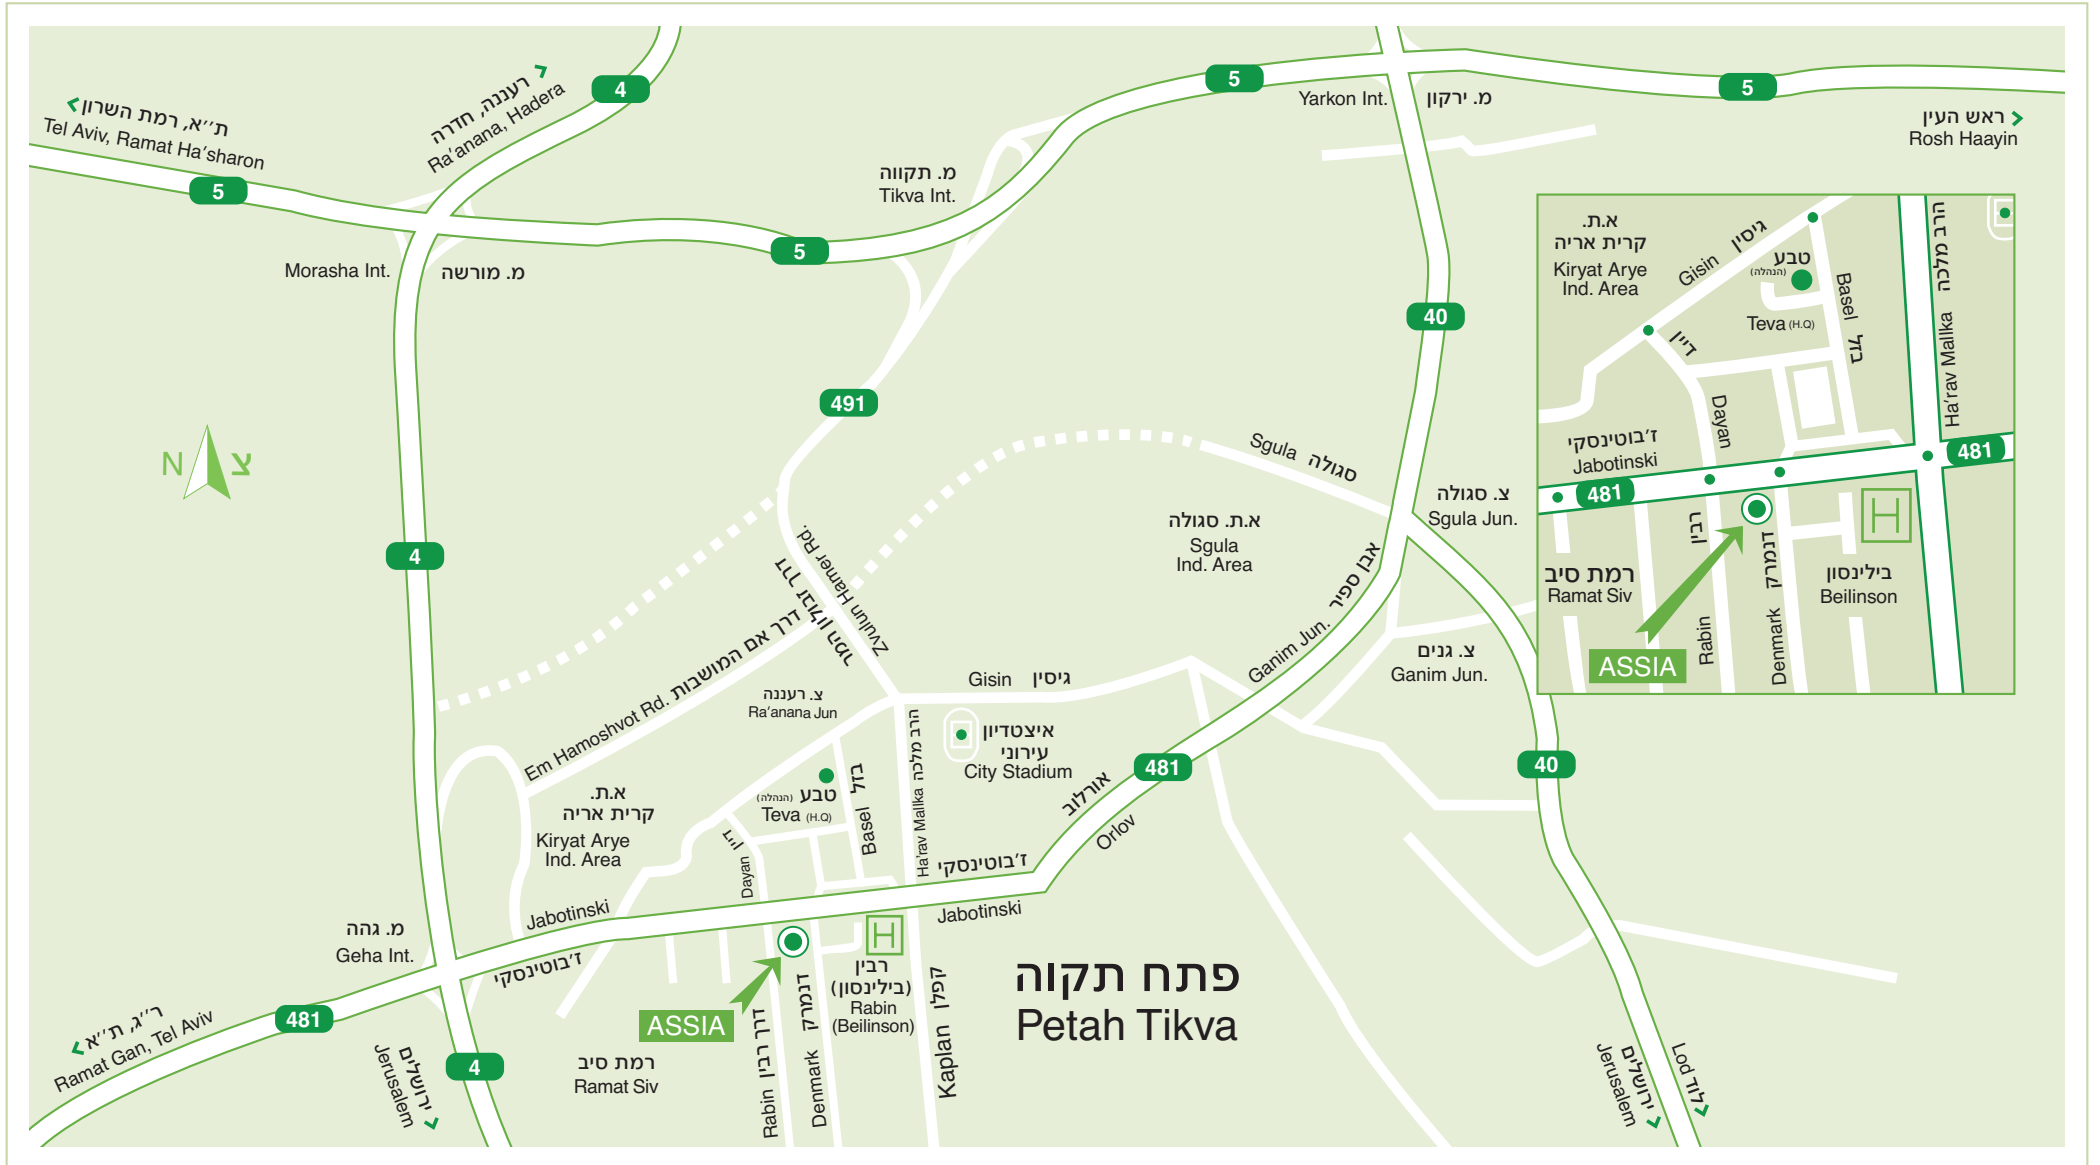 ת״א, רמת השרון
Tel Aviv, Ramat Ha'sharon
5
רעננה, חדרה
Ra'anana, Hadera
4
מ. תקווה
Tikva Int.
5
5
Yarkon Int.
מ. ירקון
5
ראש העין
Rosh Haayin
Morasha Int.
מ. מורשה
40
491
N
צ
4
Sgula סגולה
צ. סגולה
Sgula Jun.
א.ת. סגולה
Sgula
Ind. Area
אבן ספיר
Ganim Jun.
צ. גנים
Ganim Jun.
דרך זבולון המר
Zvulun Hamer Rd.
Em Hamoshvot Rd. דרך אם המושבות
צ. רעננה
Ra'anana Jun
Gisin גיסין
איצטדיון
עירוני
City Stadium
הרב מלכה
Ha'rav Mallka
א.ת.
קרית אריה
Kiryat Arye
Ind. Area
טבע (הנהלה)
Teva (H.Q)
בזל
Basel
דיין
Dayan
481
אורלוב
Orlov
40
ז'בוטינסקי
Jabotinski
Jabotinski
ז'בוטינסקי
מ. גהה
Geha Int.
481
ר״ג, ת״א
Ramat Gan, Tel Aviv
ירושלים
Jerusalem
4
ASSIA
רמת סיב
Ramat Siv
דרך רבין
Rabin
דנמרק
Denmark
רבין
(בילינסון)
Rabin
(Beilinson)
H
קפלן
Kaplan
פתח תקוה
Petah Tikva
ירושלים
Jerusalem
Lod לוד
א.ת.
קרית אריה
Kiryat Arye
Ind. Area
Gisin גיסין
טבע
(הנהלה)
Teva (H.Q)
Basel בזל
הרב מלכה
Ha'rav Mallka
דיין
Dayan
ז'בוטינסקי
Jabotinski
481
481
רבין
Rabin
דנמרק
Denmark
H
בילינסון
Beilinson
רמת סיב
Ramat Siv
ASSIA